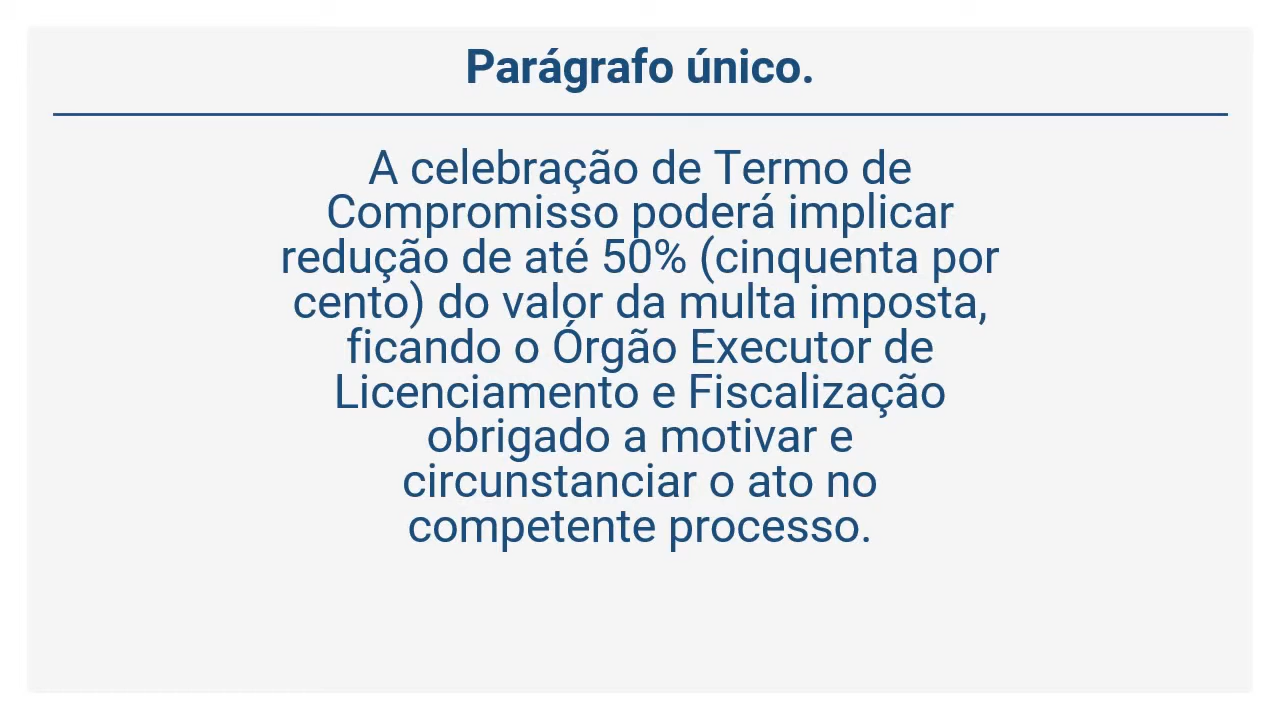 Parágrafo único.
A celebração de Termo de
Compromisso poderá implicar
redução de até 50% (cinquenta por
cento) do valor da multa imposta,
ficando o Órgão Executor de
Licenciamento e Fiscalização
obrigado a motivar e
circunstanciar o ato no
competente processo.